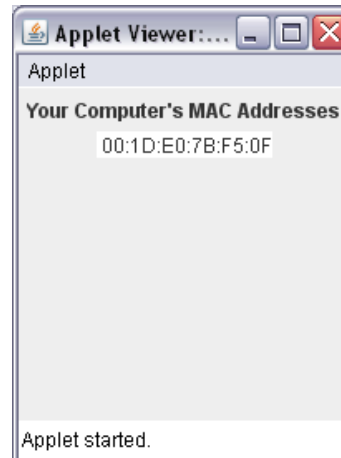 Applet Viewer:...
Applet
Your Computer's MAC Addresses
00:1D:E0:7B:F5:0F
Applet started.